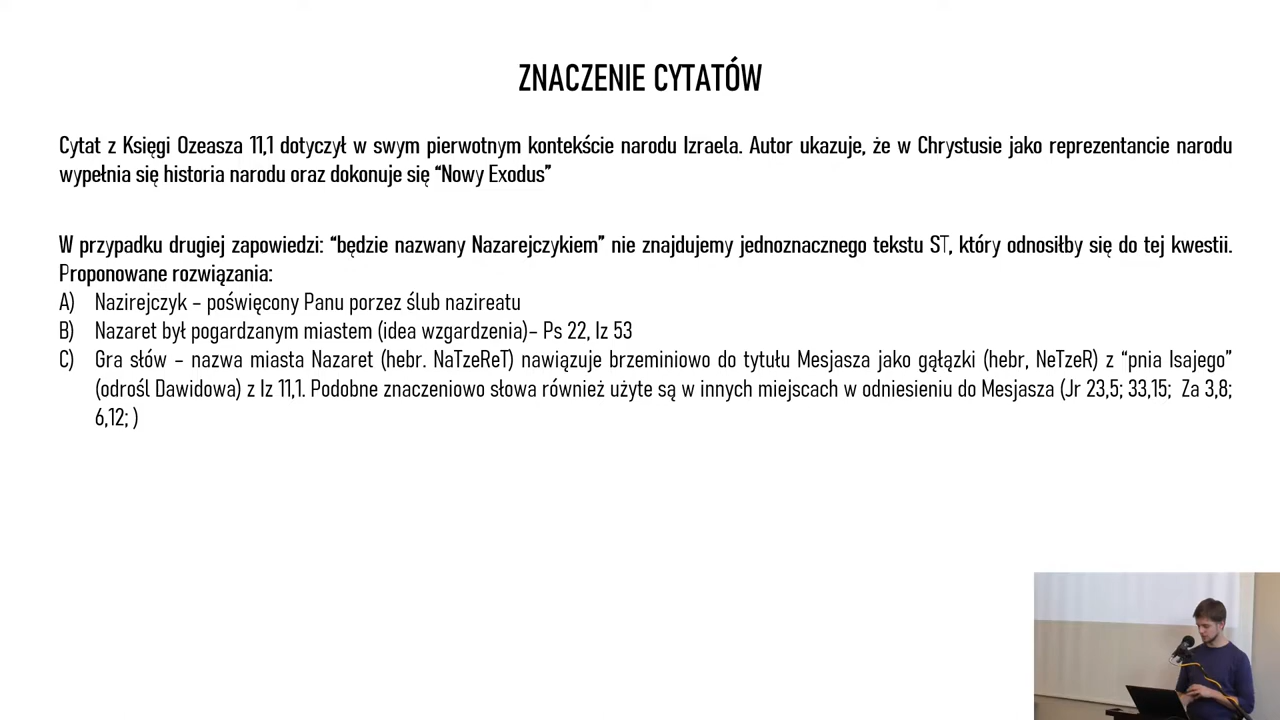 ZNACZENIE CYTATÓW
Cytat z Księgi Ozeasza 11,1 dotyczył w swym pierwotnym kontekście narodu Izraela. Autor ukazuje, że w Chrystusie jako reprezentancie narodu
wypełnia się historia narodu oraz dokonuje się “Nowy Exodus”
W przypadku drugiej zapowiedzi: “będzie nazwany Nazarejczykiem” nie znajdujemy jednoznacznego tekstu ST, który odnosiłby się do tej kwestii.
Proponowane rozwiązania:
A) Nazirejczyk – poświęcony Panu porzez ślub nazireatu
B) Nazaret był pogardzanym miastem (idea wzgardzenia)– Ps 22, Iz 53
C) Gra słów – nazwa miasta Nazaret (hebr. NaTzeReT) nawiązuje brzeminiowo do tytułu Mesjasza jako gąłązki (hebr, NeTzeR) z “pnia Isajego”
(odrośl Dawidowa) z Iz 11,1. Podobne znaczeniowo słowa również użyte są w innych miejscach w odniesieniu do Mesjasza (Jr 23,5; 33,15; Za 3,8;
6,12; )